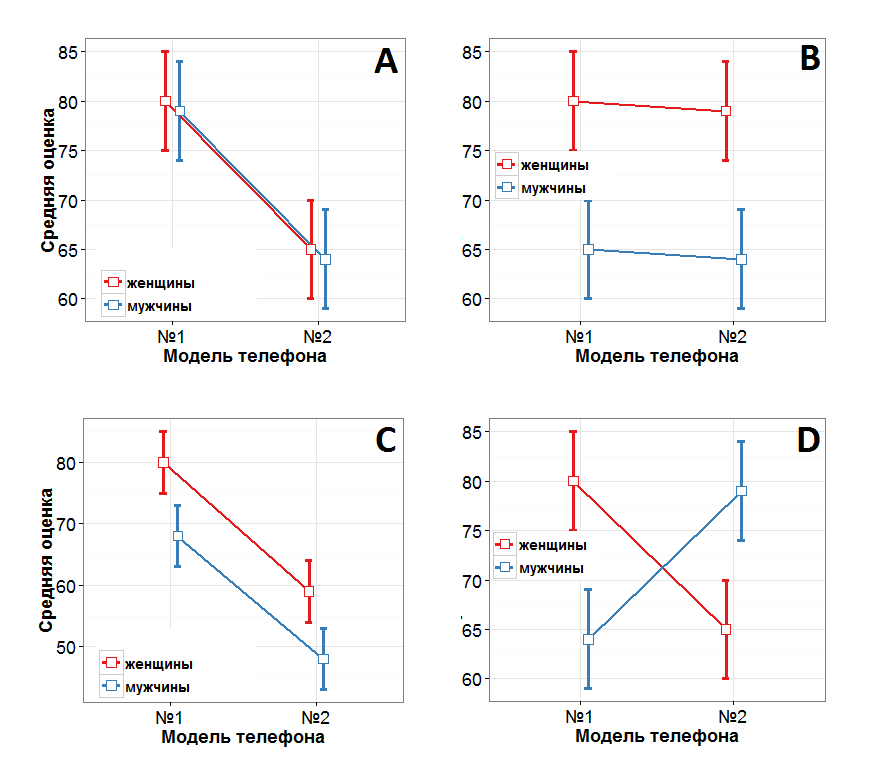 A
85
80
75
70
65
60
Средняя оценка
женщины
мужчины
№1 №2
Модель телефона
B
85
80
75
70
65
60
женщины
мужчины
№1 №2
Модель телефона
C
80
70
60
50
Средняя оценка
женщины
мужчины
№1 №2
Модель телефона
D
85
80
75
70
65
60
женщины
мужчины
№1 №2
Модель телефона